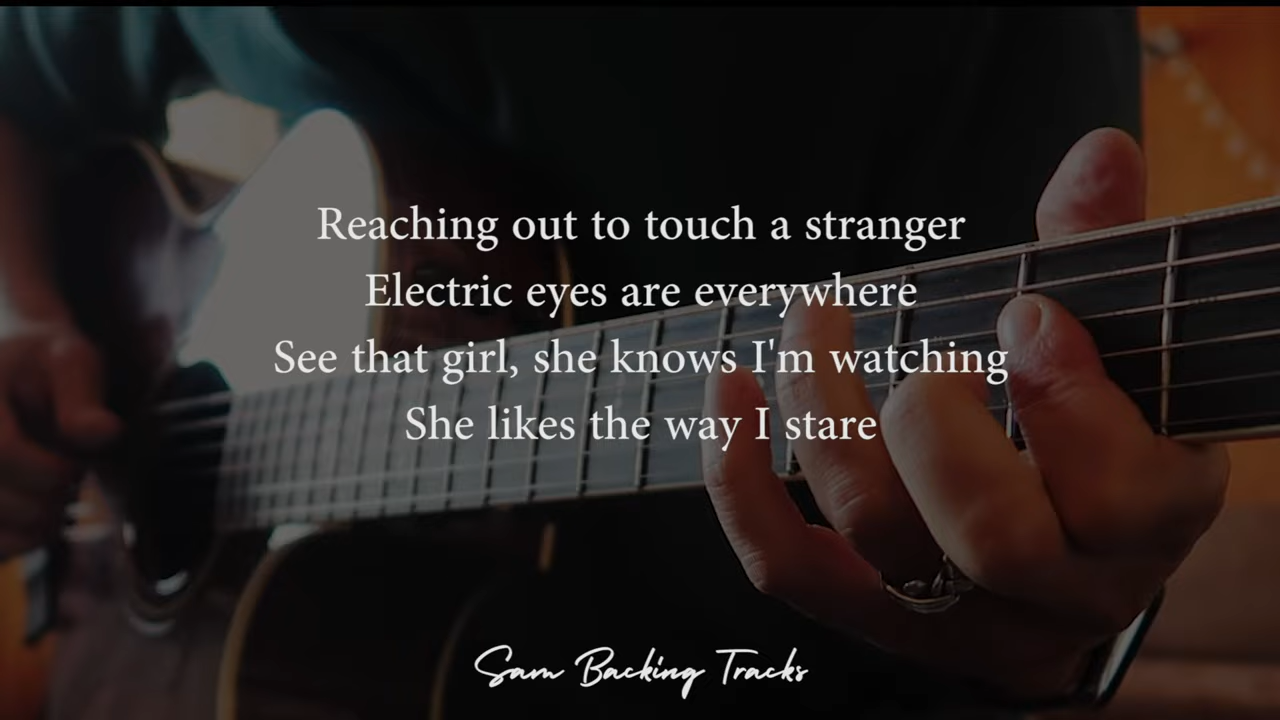 Reaching out to touch a stranger
Electric eyes are everywhere
See that girl, she knows I'm watching
She likes the way I stare
Sam Backing Tracks